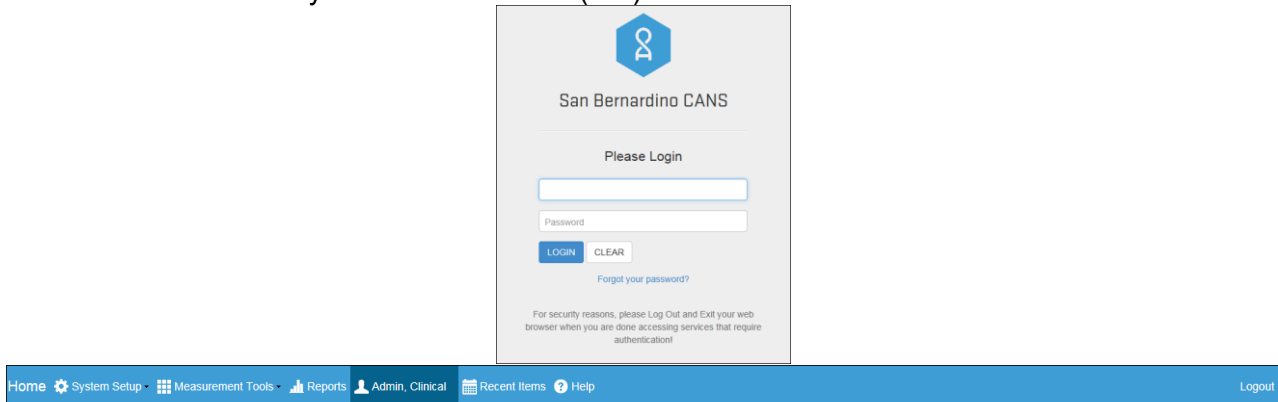 San Bernardino CANS
Please Login
Password
LOGIN CLEAR
Forgot your password?
For security reasons, please Log Out and Exit your web
browser when you are done accessing services that require
authentication!
Home System Setup Measurement Tools Reports Admin, Clinical Recent Items Help Logout